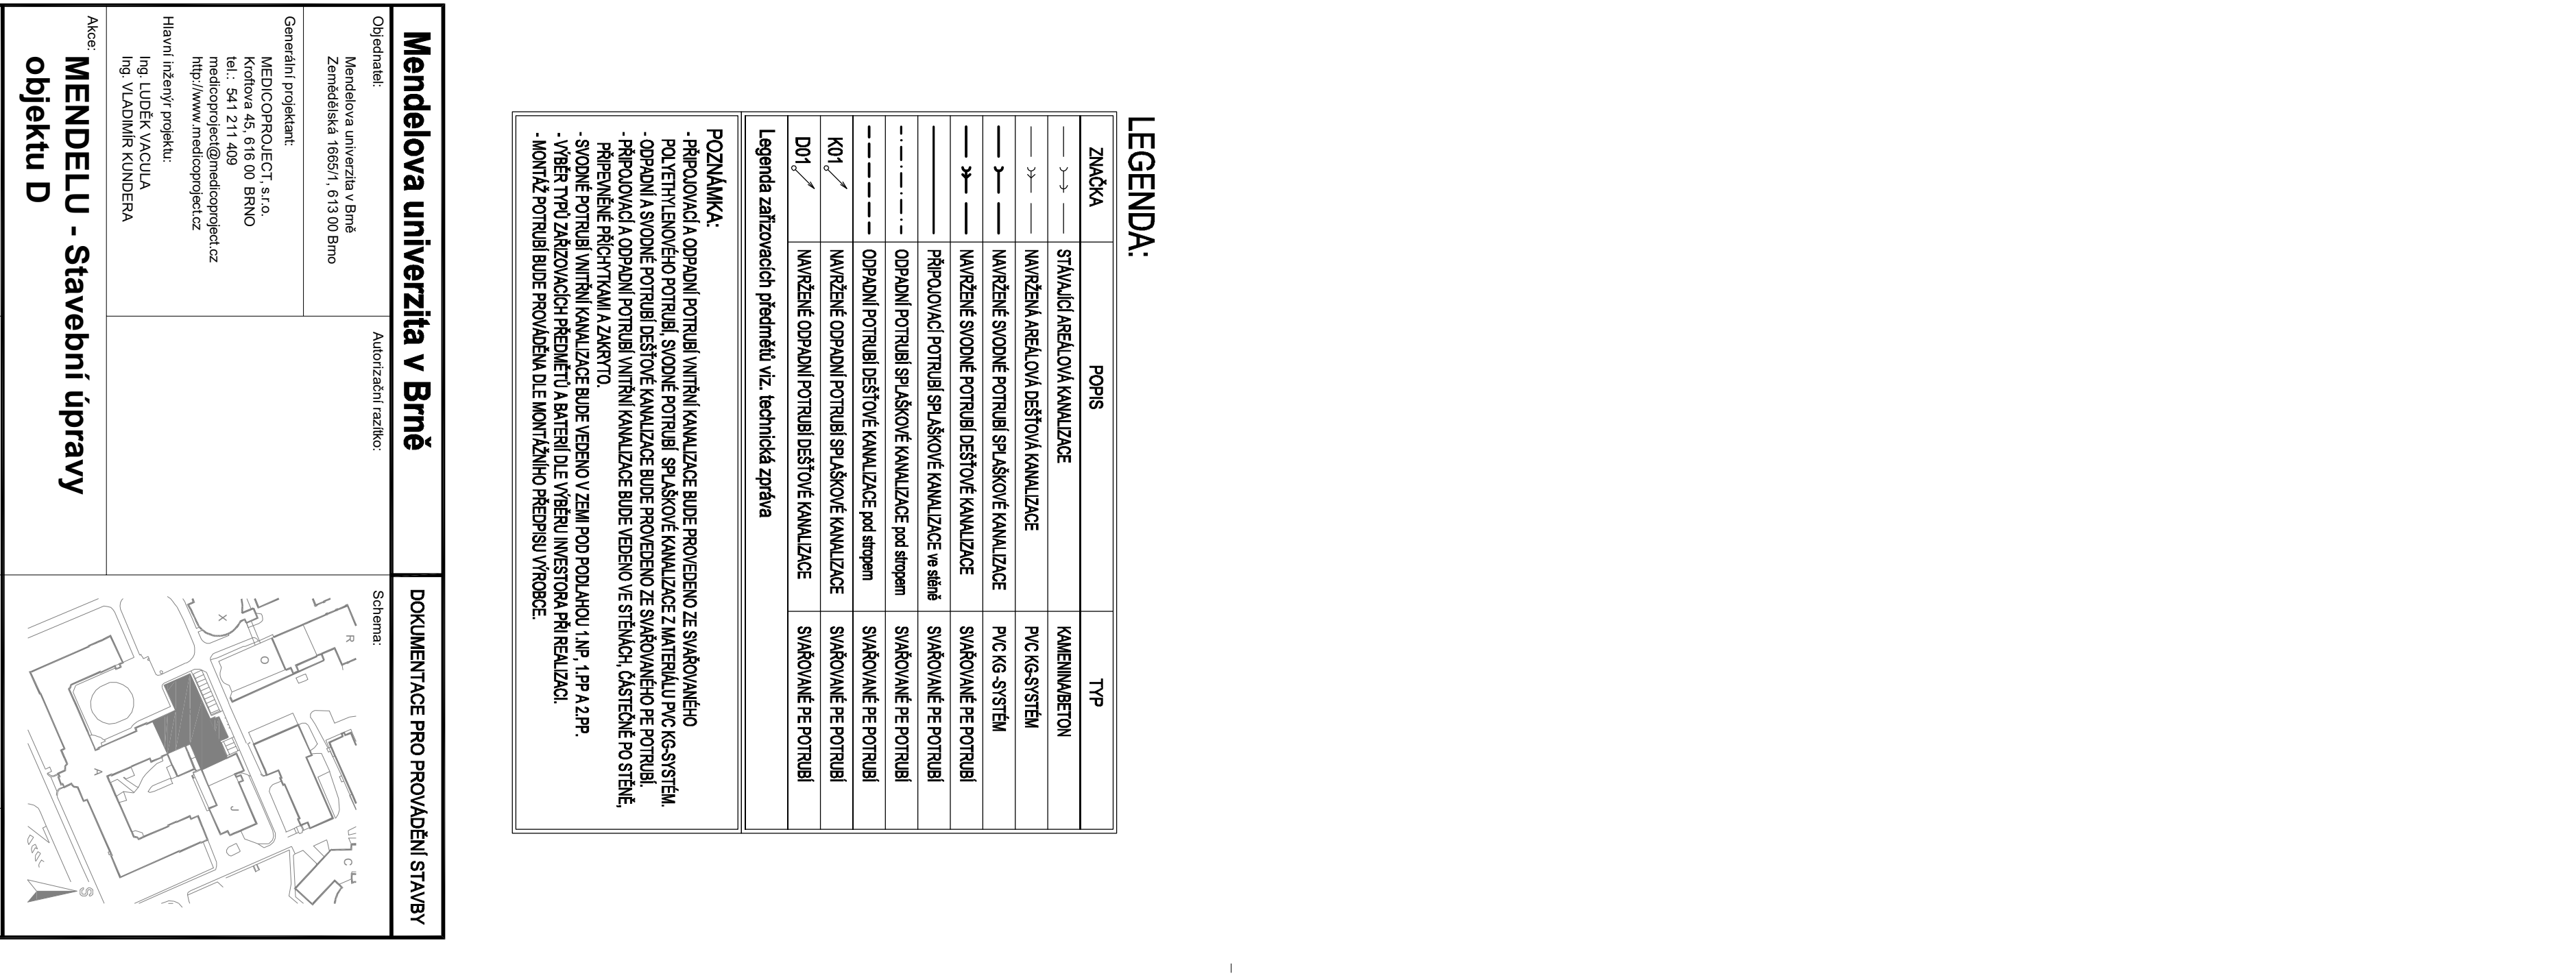 LEGENDA:
ZNAČKA POPIS TYP
STÁVAJÍCÍ AREÁLOVÁ KANALIZACE KAMENINA/BETON
NAVRŽENÁ AREÁLOVÁ DEŠŤOVÁ KANALIZACE PVC KG-SYSTÉM
NAVRŽENÉ SVODNÉ POTRUBÍ SPLAŠKOVÉ KANALIZACE PVC KG -SYSTÉM
NAVRŽENÉ SVODNÉ POTRUBÍ DEŠŤOVÉ KANALIZACE SVAŘOVANÉ PE POTRUBÍ
PŘIPOJOVACÍ POTRUBÍ SPLAŠKOVÉ KANALIZACE ve stěně SVAŘOVANÉ PE POTRUBÍ
ODPADNÍ POTRUBÍ SPLAŠKOVÉ KANALIZACE pod stropem SVAŘOVANÉ PE POTRUBÍ
ODPADNÍ POTRUBÍ DEŠŤOVÉ KANALIZACE pod stropem SVAŘOVANÉ PE POTRUBÍ
K01 NAVRŽENÉ ODPADNÍ POTRUBÍ SPLAŠKOVÉ KANALIZACE SVAŘOVANÉ PE POTRUBÍ
D01 NAVRŽENÉ ODPADNÍ POTRUBÍ DEŠŤOVÉ KANALIZACE SVAŘOVANÉ PE POTRUBÍ
Legenda zařizovacích předmětů viz. technická zpráva
POZNÁMKA:
- PŘIPOJOVACÍ A ODPADNÍ POTRUBÍ VNITŘNÍ KANALIZACE BUDE PROVEDENO ZE SVAŘOVANÉHO
POLYETHYLENOVÉHO POTRUBÍ, SVODNÉ POTRUBÍ SPLAŠKOVÉ KANALIZACE Z MATERIÁLU PVC KG-SYSTÉM.
- ODPADNÍ A SVODNÉ POTRUBÍ DEŠŤOVÉ KANALIZACE BUDE PROVEDENO ZE SVAŘOVANÉHO PE POTRUBÍ.
- PŘIPOJOVACÍ A ODPADNÍ POTRUBÍ VNITŘNÍ KANALIZACE BUDE VEDENO VE STĚNÁCH, ČÁSTEČNĚ PO STĚNĚ,
PŘIPEVNĚNÉ PŘÍCHYTKAMI A ZAKRYTO.
- SVODNÉ POTRUBÍ VNITŘNÍ KANALIZACE BUDE VEDENO V ZEMI POD PODLAHOU 1.NP, 1.PP A 2.PP.
- VÝBĚR TYPŮ ZAŘIZOVACÍCH PŘEDMĚTŮ A BATERIÍ DLE VÝBĚRU INVESTORA PŘI REALIZACI.
- MONTÁŽ POTRUBÍ BUDE PROVÁDĚNA DLE MONTÁŽNÍHO PŘEDPISU VÝROBCE.
Mendelova univerzita v Brně
DOKUMENTACE PRO PROVÁDĚNÍ STAVBY
Objednatel:
Mendelova univerzita v Brně
Zemědělská 1665/1, 613 00 Brno
Generální projektant:
MEDICOPROJECT, s.r.o.
Kroftova 45, 616 00 BRNO
tel.: 541 211 409
medicoproject@medicoproject.cz
http://www.medicoproject.cz
Hlavní inženýr projektu:
Ing. LUDĚK VACULA
Ing. VLADIMÍR KUNDERA
Autorizační razítko:
Schema:
R
X
O
J
A
C
S
Akce:
MENDELU - Stavební úpravy
objektu D